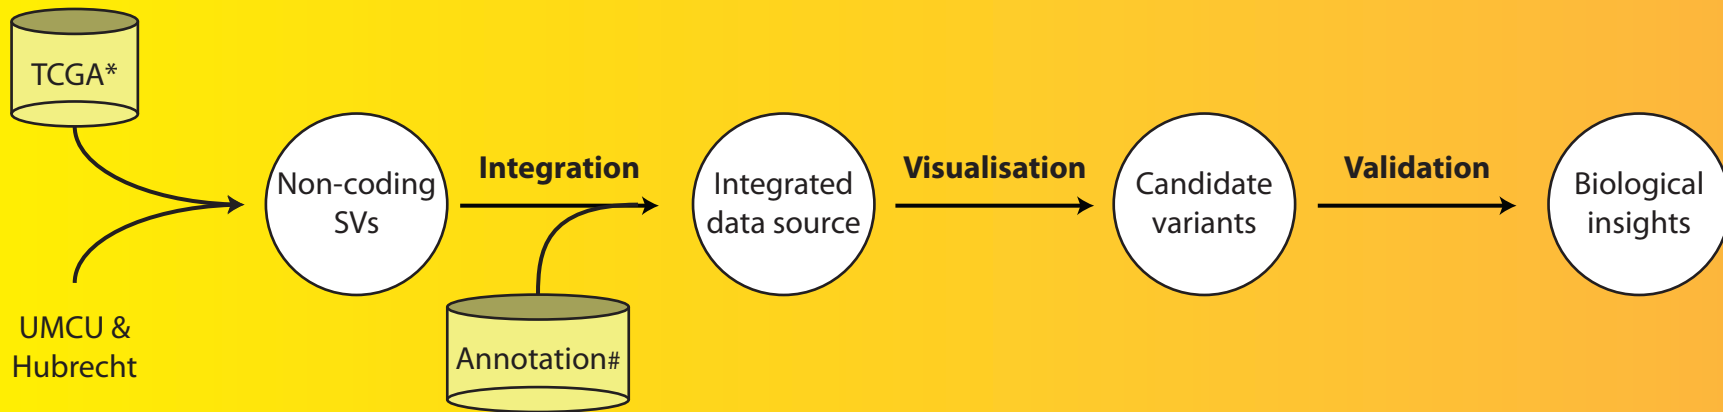 TCGA*
UMCU &
Hubrecht
Non-coding
SVs
Integration
Annotation#
Integrated
data source
Visualisation
Candidate
variants
Validation
Biological
insights